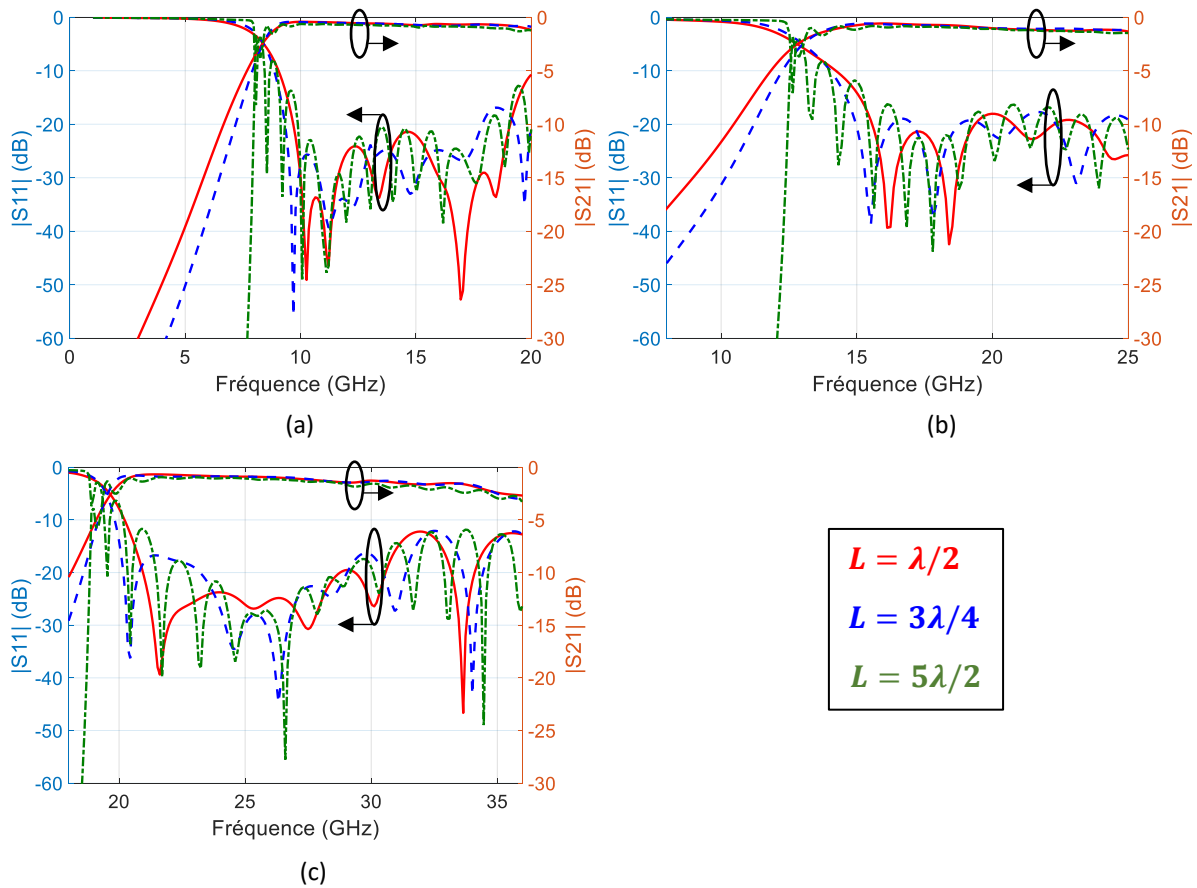 0
-10
-20
-30
-40
-50
-60
|S11| (dB)
0
-5
-10
-15
-20
-25
-30
|S21| (dB)
0 5 10 15 20
Fréquence (GHz)
(a)
0
-10
-20
-30
-40
-50
-60
|S11| (dB)
0
-5
-10
-15
-20
-25
-30
|S21| (dB)
10 15 20 25
Fréquence (GHz)
(b)
0
-10
-20
-30
-40
-50
-60
|S11| (dB)
0
-5
-10
-15
-20
-25
-30
|S21| (dB)
20 25 30 35
Fréquence (GHz)
(c)
L = λ/2
L = 3λ/4
L = 5λ/2